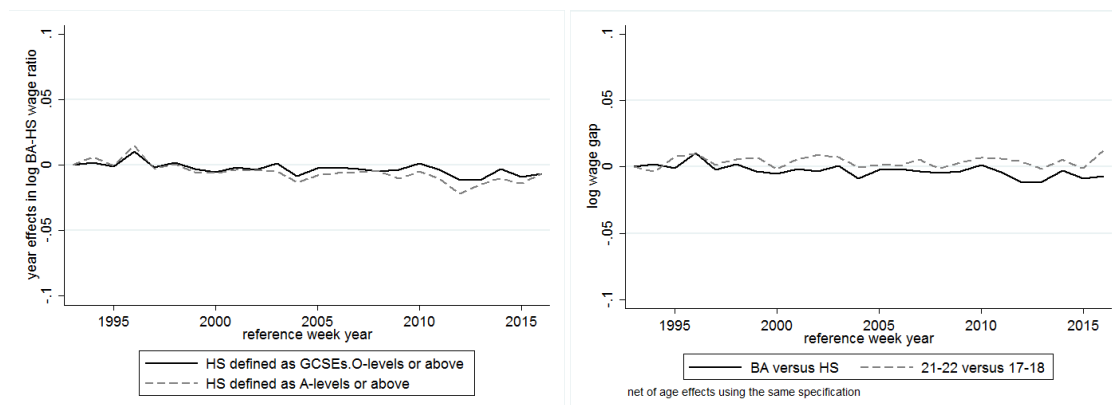 year effects in log BA-HS wage ratio
.1
.05
0
-.05
-.1
1995 2000 2005 2010 2015
reference week year
HS defined as GCSEs.O-levels or above
HS defined as A-levels or above
log wage gap
.1
.05
0
-.05
-.1
1995 2000 2005 2010 2015
reference week year
BA versus HS 21-22 versus 17-18
net of age effects using the same specification